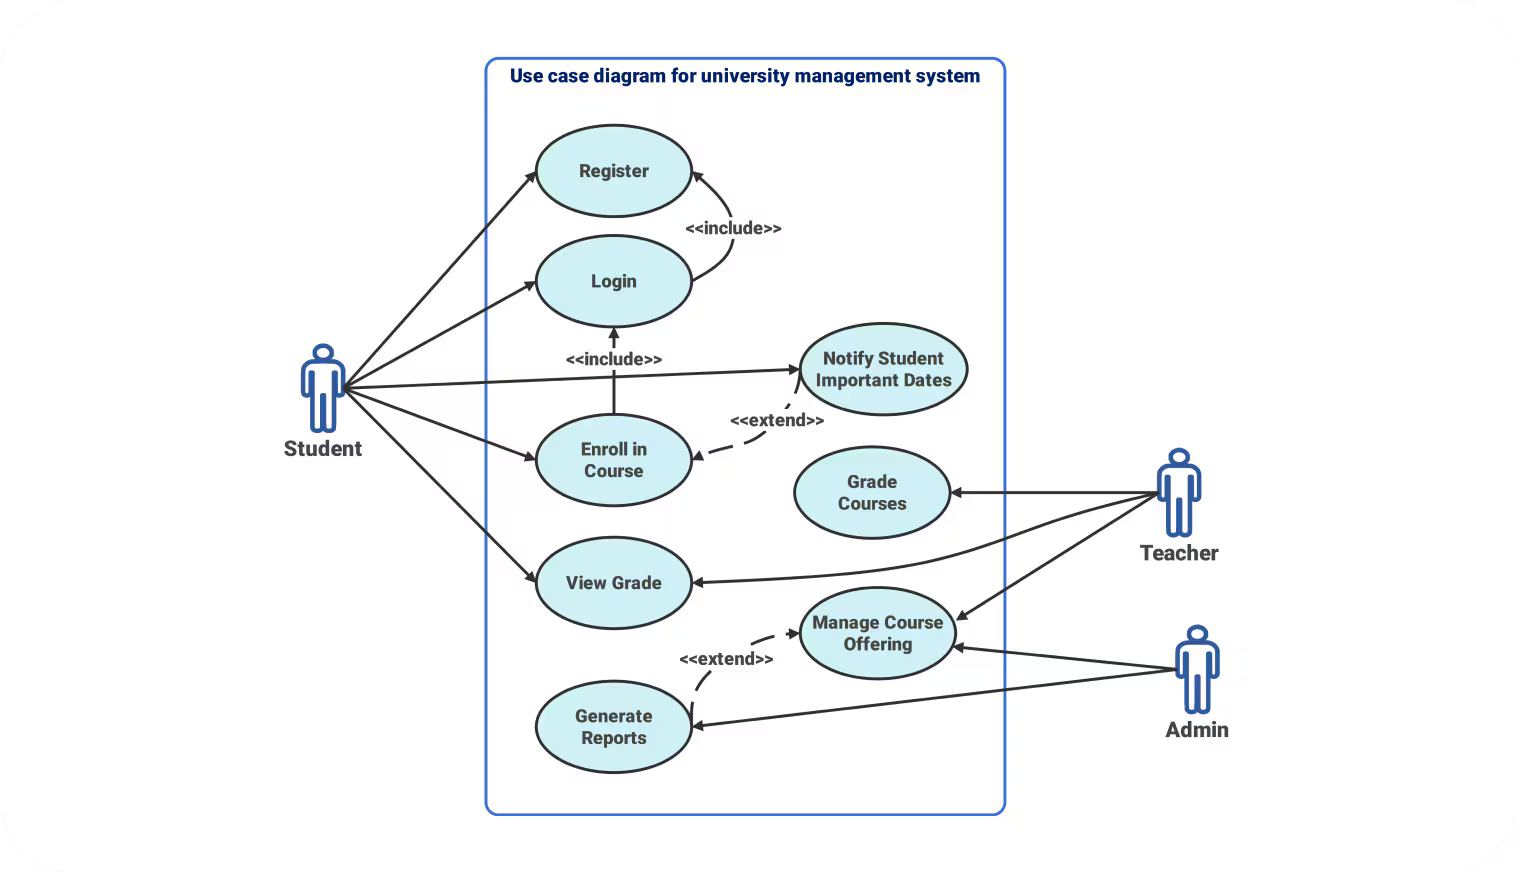 Use case diagram for university management system
Register
<<include>>
Login
<<include>>
Notify Student
Important Dates
<<extend>>
Student
Enroll in
Course
Grade
Courses
Teacher
View Grade
Manage Course
Offering
<<extend>>
Generate
Reports
Admin